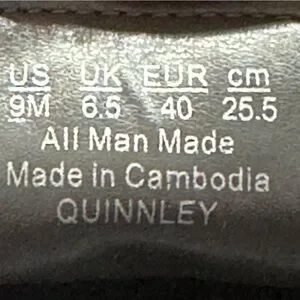 US UK EUR cm
9M 6.5 40 25.5
All Man Made
Made in Cambodia
QUINNLEY